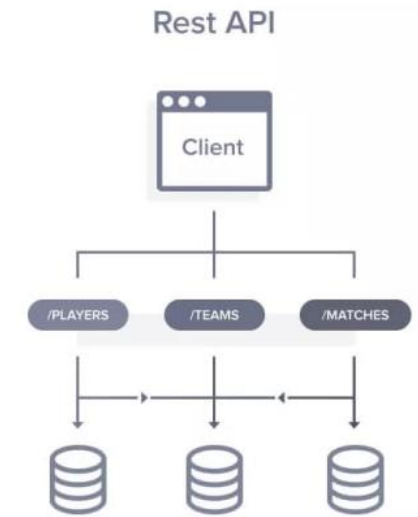 Rest API
Client
/PLAYERS
/TEAMS
/MATCHES